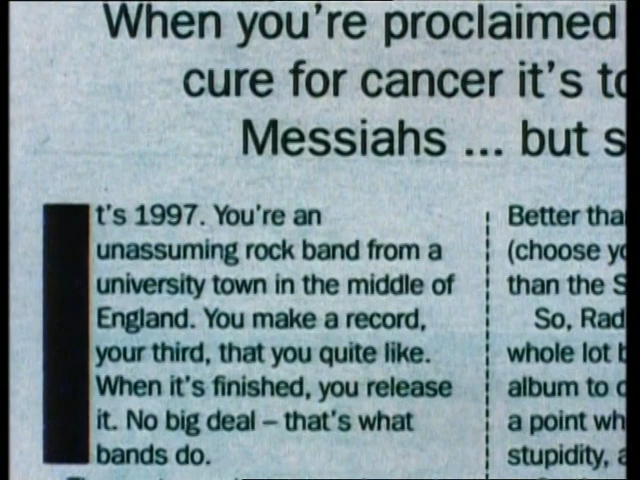 When you're proclaimed
cure for cancer it's
Messiahs ... but
It's 1997. You're an
unassuming rock band from a
university town in the middle of
England. You make a record,
your third, that you quite like.
When it's finished, you release
it. No big deal – that's what
bands do.
Better
(choose
than the
So,
whole lot
album to
a point
stupidity,